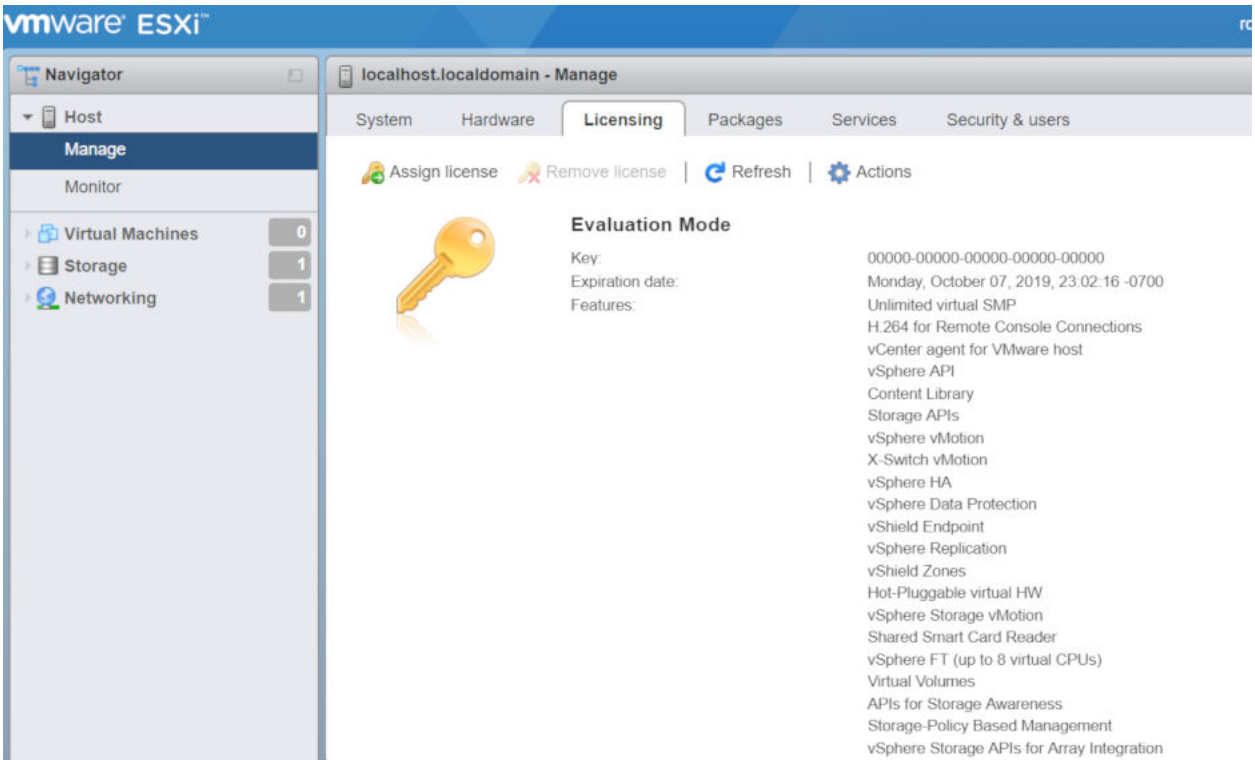 vmware ESXi™
Navigator
Host
Manage
Monitor
Virtual Machines 0
Storage 1
Networking 1
localhost.localdomain - Manage
System Hardware Licensing Packages Services Security & users
Assign license Remove license | Refresh | Actions
Evaluation Mode
Key: 00000-00000-00000-00000-00000
Expiration date: Monday, October 07, 2019, 23:02:16 -0700
Features: Unlimited virtual SMP
H.264 for Remote Console Connections
vCenter agent for VMware host
vSphere API
Content Library
Storage APIs
vSphere vMotion
X-Switch vMotion
vSphere HA
vSphere Data Protection
vShield Endpoint
vSphere Replication
vShield Zones
Hot-Pluggable virtual HW
vSphere Storage vMotion
Shared Smart Card Reader
vSphere FT (up to 8 virtual CPUs)
Virtual Volumes
APIs for Storage Awareness
Storage-Policy Based Management
vSphere Storage APIs for Array Integration